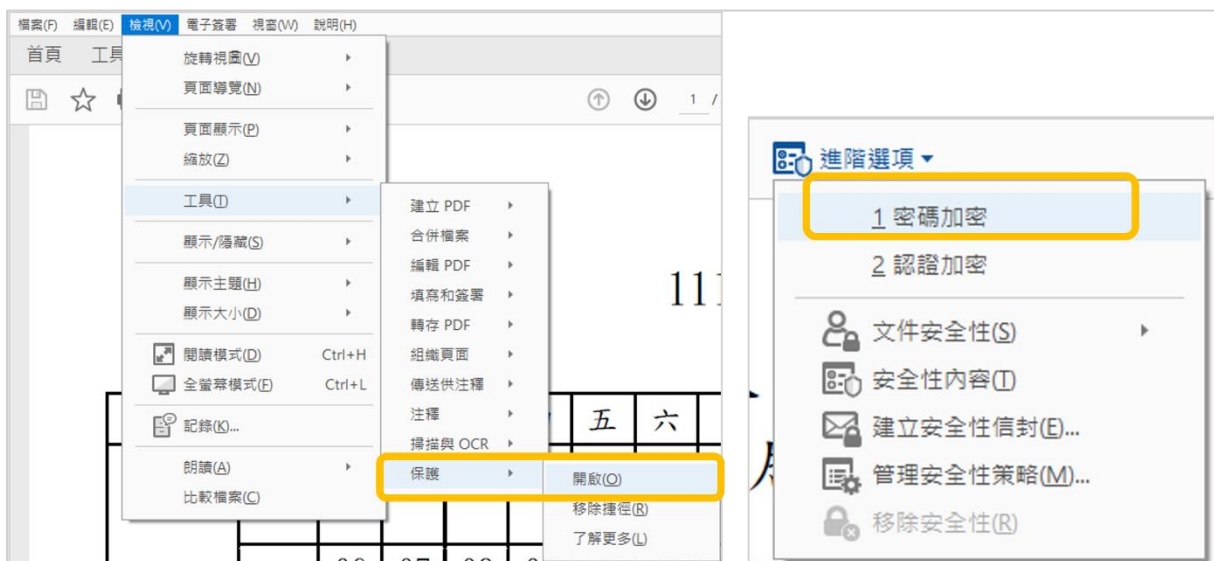 檔案(F) 編輯(E) 檢視(V) 電子簽署 視窗(W) 說明(H)
首頁 工具
1 /
旋轉視圖(V)
頁面導覽(N)
頁面顯示(P)
縮放(Z)
工具(T)
顯示/隱藏(S)
顯示主題(H)
顯示大小(D)
閱讀模式(D) Ctrl+H
全螢幕模式(F) Ctrl+L
記錄(K)...
朗讀(A)
比較檔案(C)
建立 PDF
合併檔案
編輯 PDF
填寫和簽署
轉存 PDF
組織頁面
傳送供注釋
注釋
掃描與 OCR
保護
開啟(O)
移除捷徑(R)
了解更多(L)
111
五 六
進階選項
1 密碼加密
2 認證加密
文件安全性(S)
安全性內容(T)
建立安全性信封(E)...
管理安全性策略(M)...
移除安全性(R)